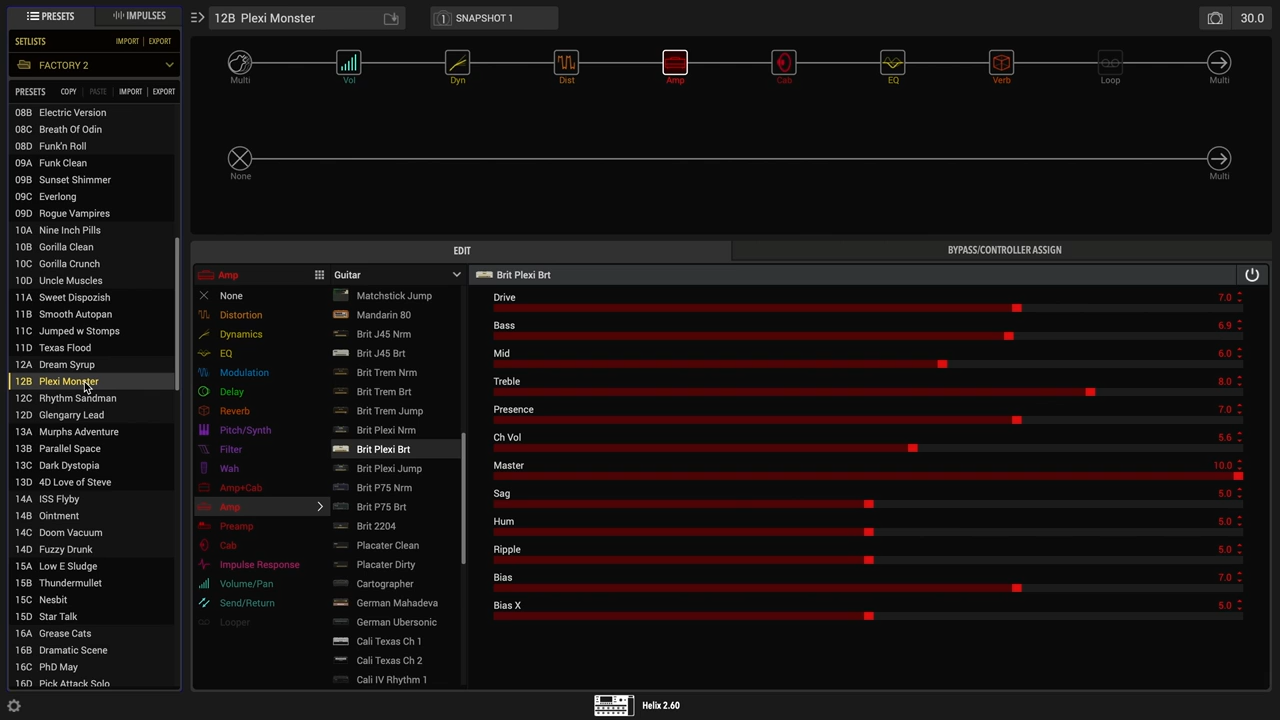 PRESETS
IMPULSES
12B Plexi Monster
1
SNAPSHOT 1
30.0
SETLISTS
IMPORT
EXPORT
FACTORY 2
PRESETS
COPY
PASTE
IMPORT
EXPORT
08B Electric Version
08C Breath Of Odin
08D Funk'n Roll
09A Funk Clean
09B Sunset Shimmer
09C Everlong
09D Rogue Vampires
10A Nine Inch Pills
10B Gorilla Clean
10C Gorilla Crunch
10D Uncle Muscles
11A Sweet Dispozish
11B Smooth Autopan
11C Jumped w Stomps
11D Texas Flood
12A Dream Syrup
12B Plexi Monster
12C Rhythm Sandman
12D Glengarry Lead
13A Murphs Adventure
13B Parallel Space
13C Dark Dystopia
13D 4D Love of Steve
14A ISS Flyby
14B Ointment
14C Doom Vacuum
14D Fuzzy Drunk
15A Low E Sludge
15B Thundermullet
15C Nesbit
15D Star Talk
16A Grease Cats
16B Dramatic Scene
16C PhD May
16D Pick Attack Solo
Multi
Vol
Dyn
Dist
Amp
Cab
EQ
Verb
Loop
Multi
None
Multi
EDIT
BYPASS/CONTROLLER ASSIGN
Amp
None
Distortion
Dynamics
EQ
Modulation
Delay
Reverb
Pitch/Synth
Filter
Wah
Amp+Cab
Amp
Preamp
Cab
Impulse Response
Volume/Pan
Send/Return
Looper
Guitar
Matchstick Jump
Mandarin 80
Brit J45 Nrm
Brit J45 Brt
Brit Trem Nrm
Brit Trem Brt
Brit Trem Jump
Brit Plexi Nrm
Brit Plexi Brt
Brit Plexi Jump
Brit P75 Nrm
Brit P75 Brt
Brit 2204
Placater Clean
Placater Dirty
Cartographer
German Mahadeva
German Ubersonic
Cali Texas Ch 1
Cali Texas Ch 2
Cali IV Rhythm 1
Brit Plexi Brt
Drive 7.0
Bass 6.9
Mid 6.0
Treble 8.0
Presence 7.0
Ch Vol 5.6
Master 10.0
Sag 5.0
Hum 5.0
Ripple 5.0
Bias 7.0
Bias X 5.0
Helix 2.60